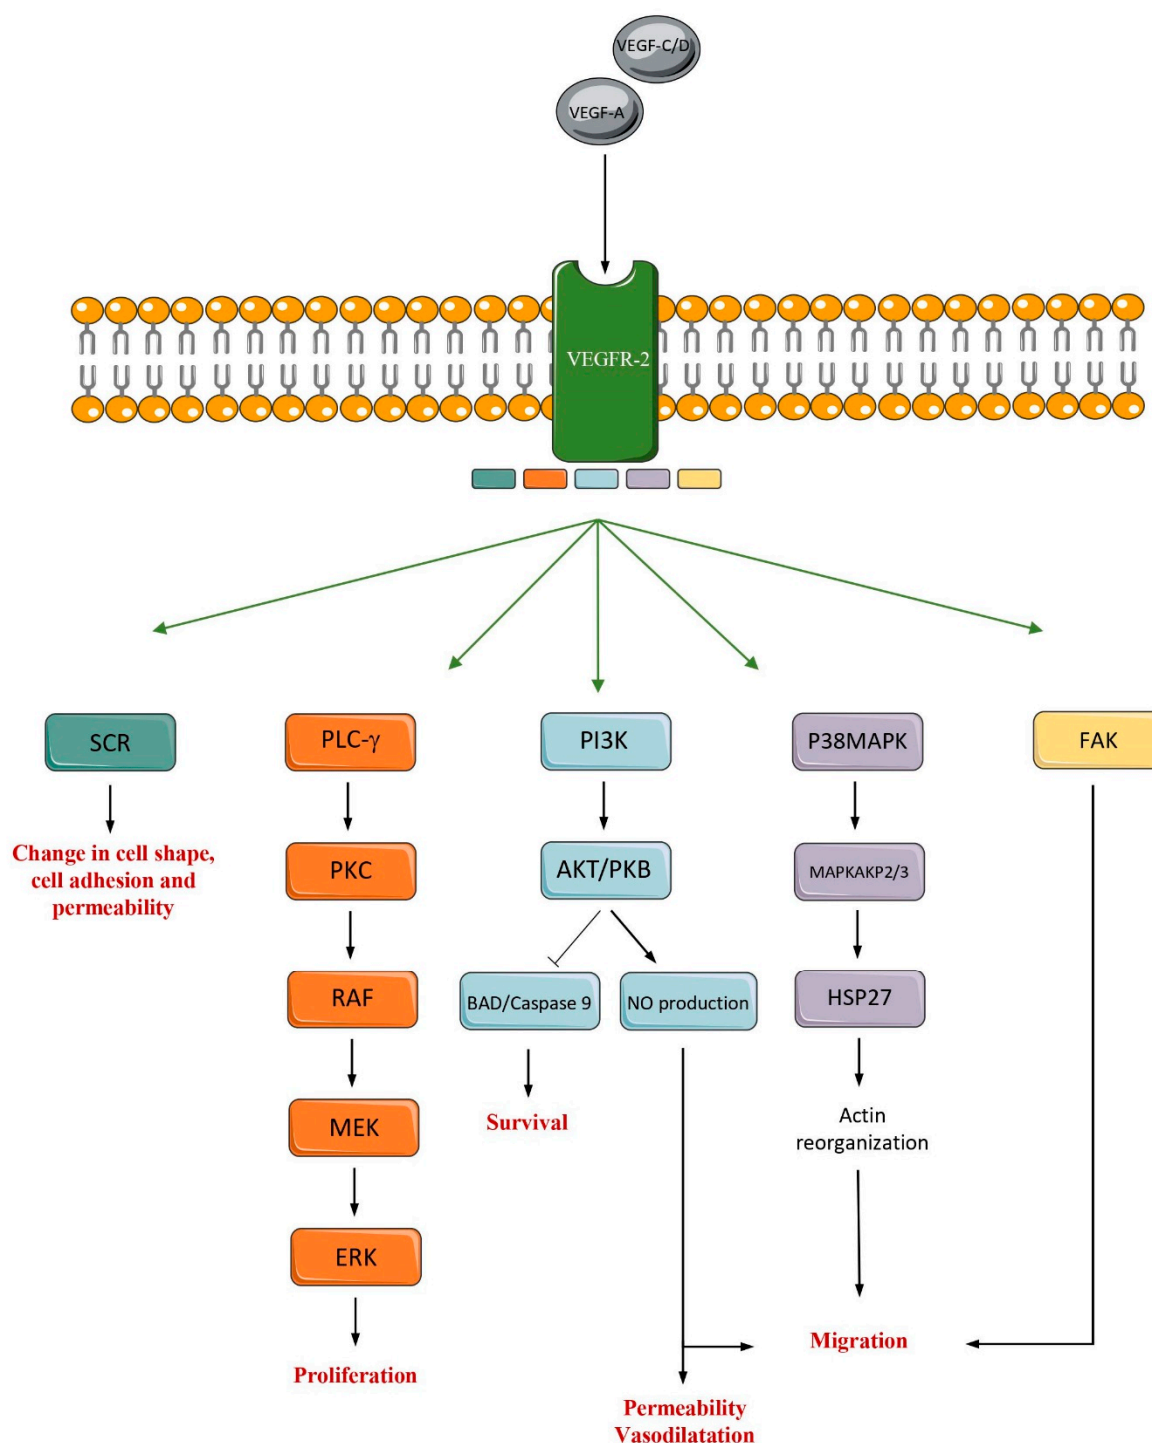 VEGF-C/D
VEGF-A
VEGFR-2
SCR
PLC-γ
PI3K
P38MAPK
FAK
Change in cell shape,
cell adhesion and
permeability
PKC
AKT/PKB
MAPKAKP2/3
RAF
BAD/Caspase 9
NO production
HSP27
MEK
Survival
Actin
reorganization
ERK
Migration
Proliferation
Permeability
Vasodilatation